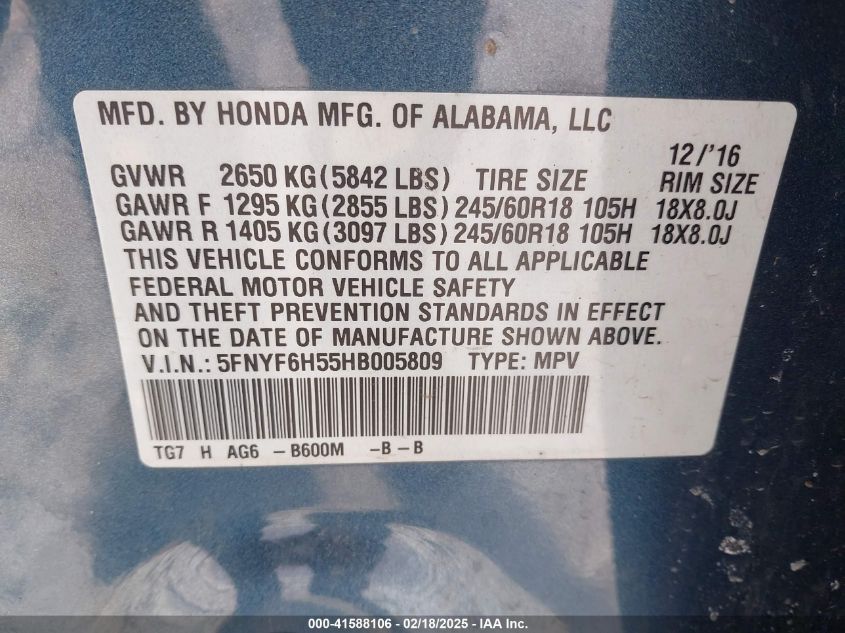 MFD. BY HONDA MFG. OF ALABAMA, LLC
12/'16
GVWR 2650 KG(5842 LBS) TIRE SIZE RIM SIZE
GAWR F 1295 KG(2855 LBS)245/60R18 105H 18X8.0J
GAWR R 1405 KG(3097 LBS)245/60R18 105H 18X8.0J
THIS VEHICLE CONFORMS TO ALL APPLICABLE
FEDERAL MOTOR VEHICLE SAFETY
AND THEFT PREVENTION STANDARDS IN EFFECT
ON THE DATE OF MANUFACTURE SHOWN ABOVE.
V.I.N.: 5FNYF6H55HB005809 TYPE: MPV
TG7 H AG6 -B600M -B-B
000-41588106 - 02/18/2025 - IEA Inc.